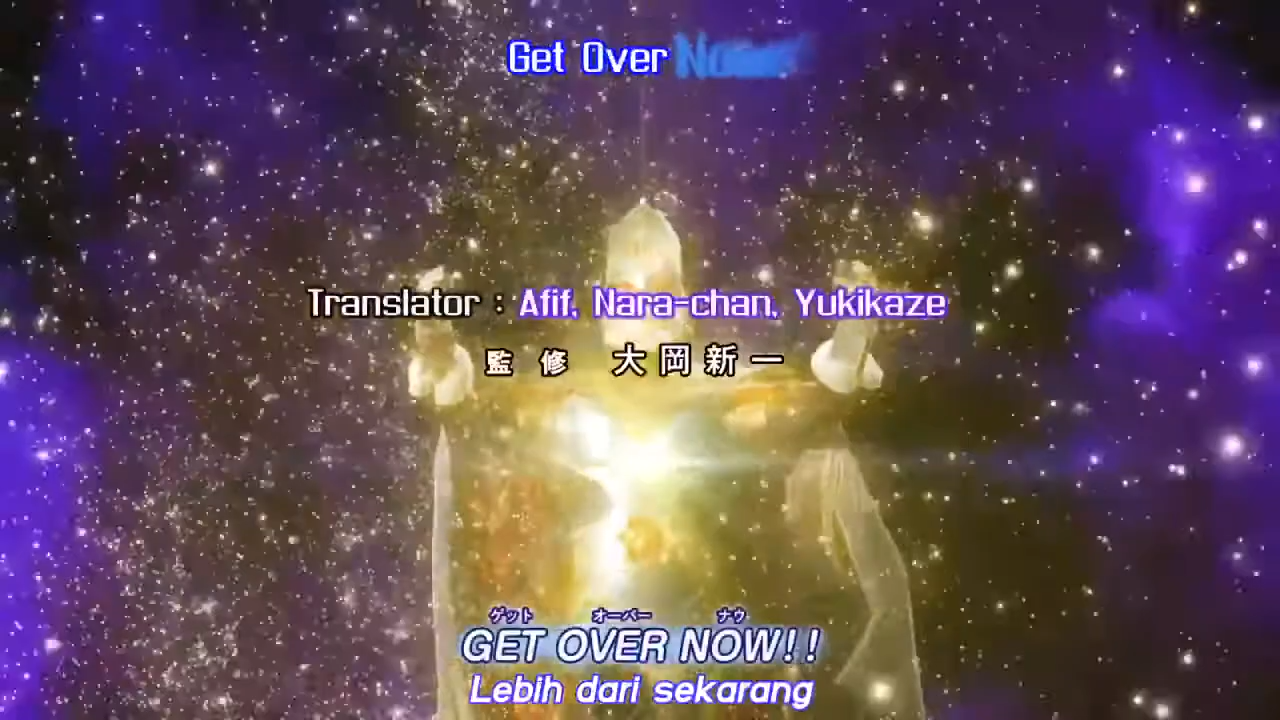 Get Over Now!!
Translator : Afif, Nara-chan, Yukikaze
監修 大岡新一
ゲット オーバー ナウ
GET OVER NOW!!
Lebih dari sekarang